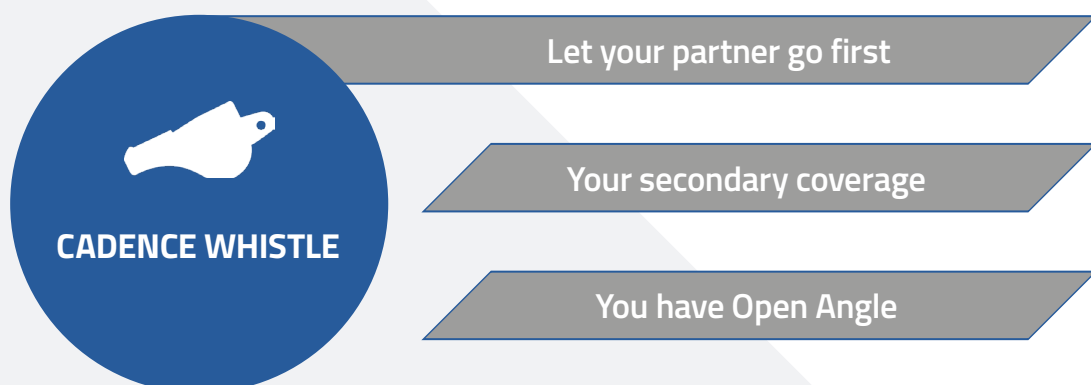 Let your partner go first
Your secondary coverage
CADENCE WHISTLE
You have Open Angle